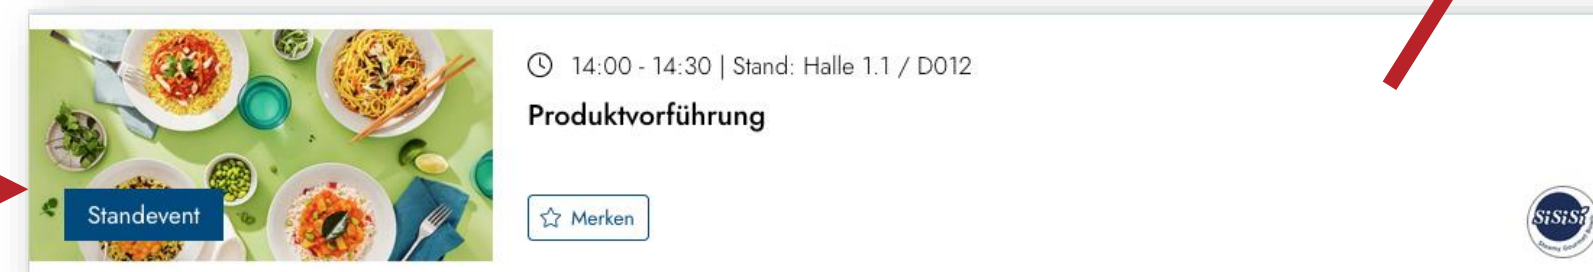 14:00 - 14:30 | Stand: Halle 1.1 / D012
Produktvorführung
Standevent
Merken
SiSiSi